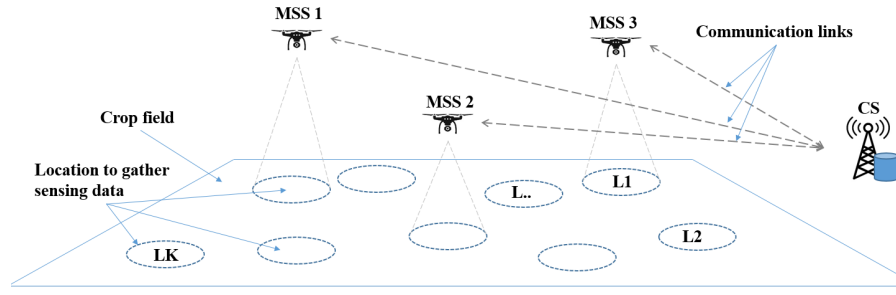 MSS 1
MSS 3
Communication links
MSS 2
CS
Crop field
Location to gather
sensing data
L..
L1
LK
L2